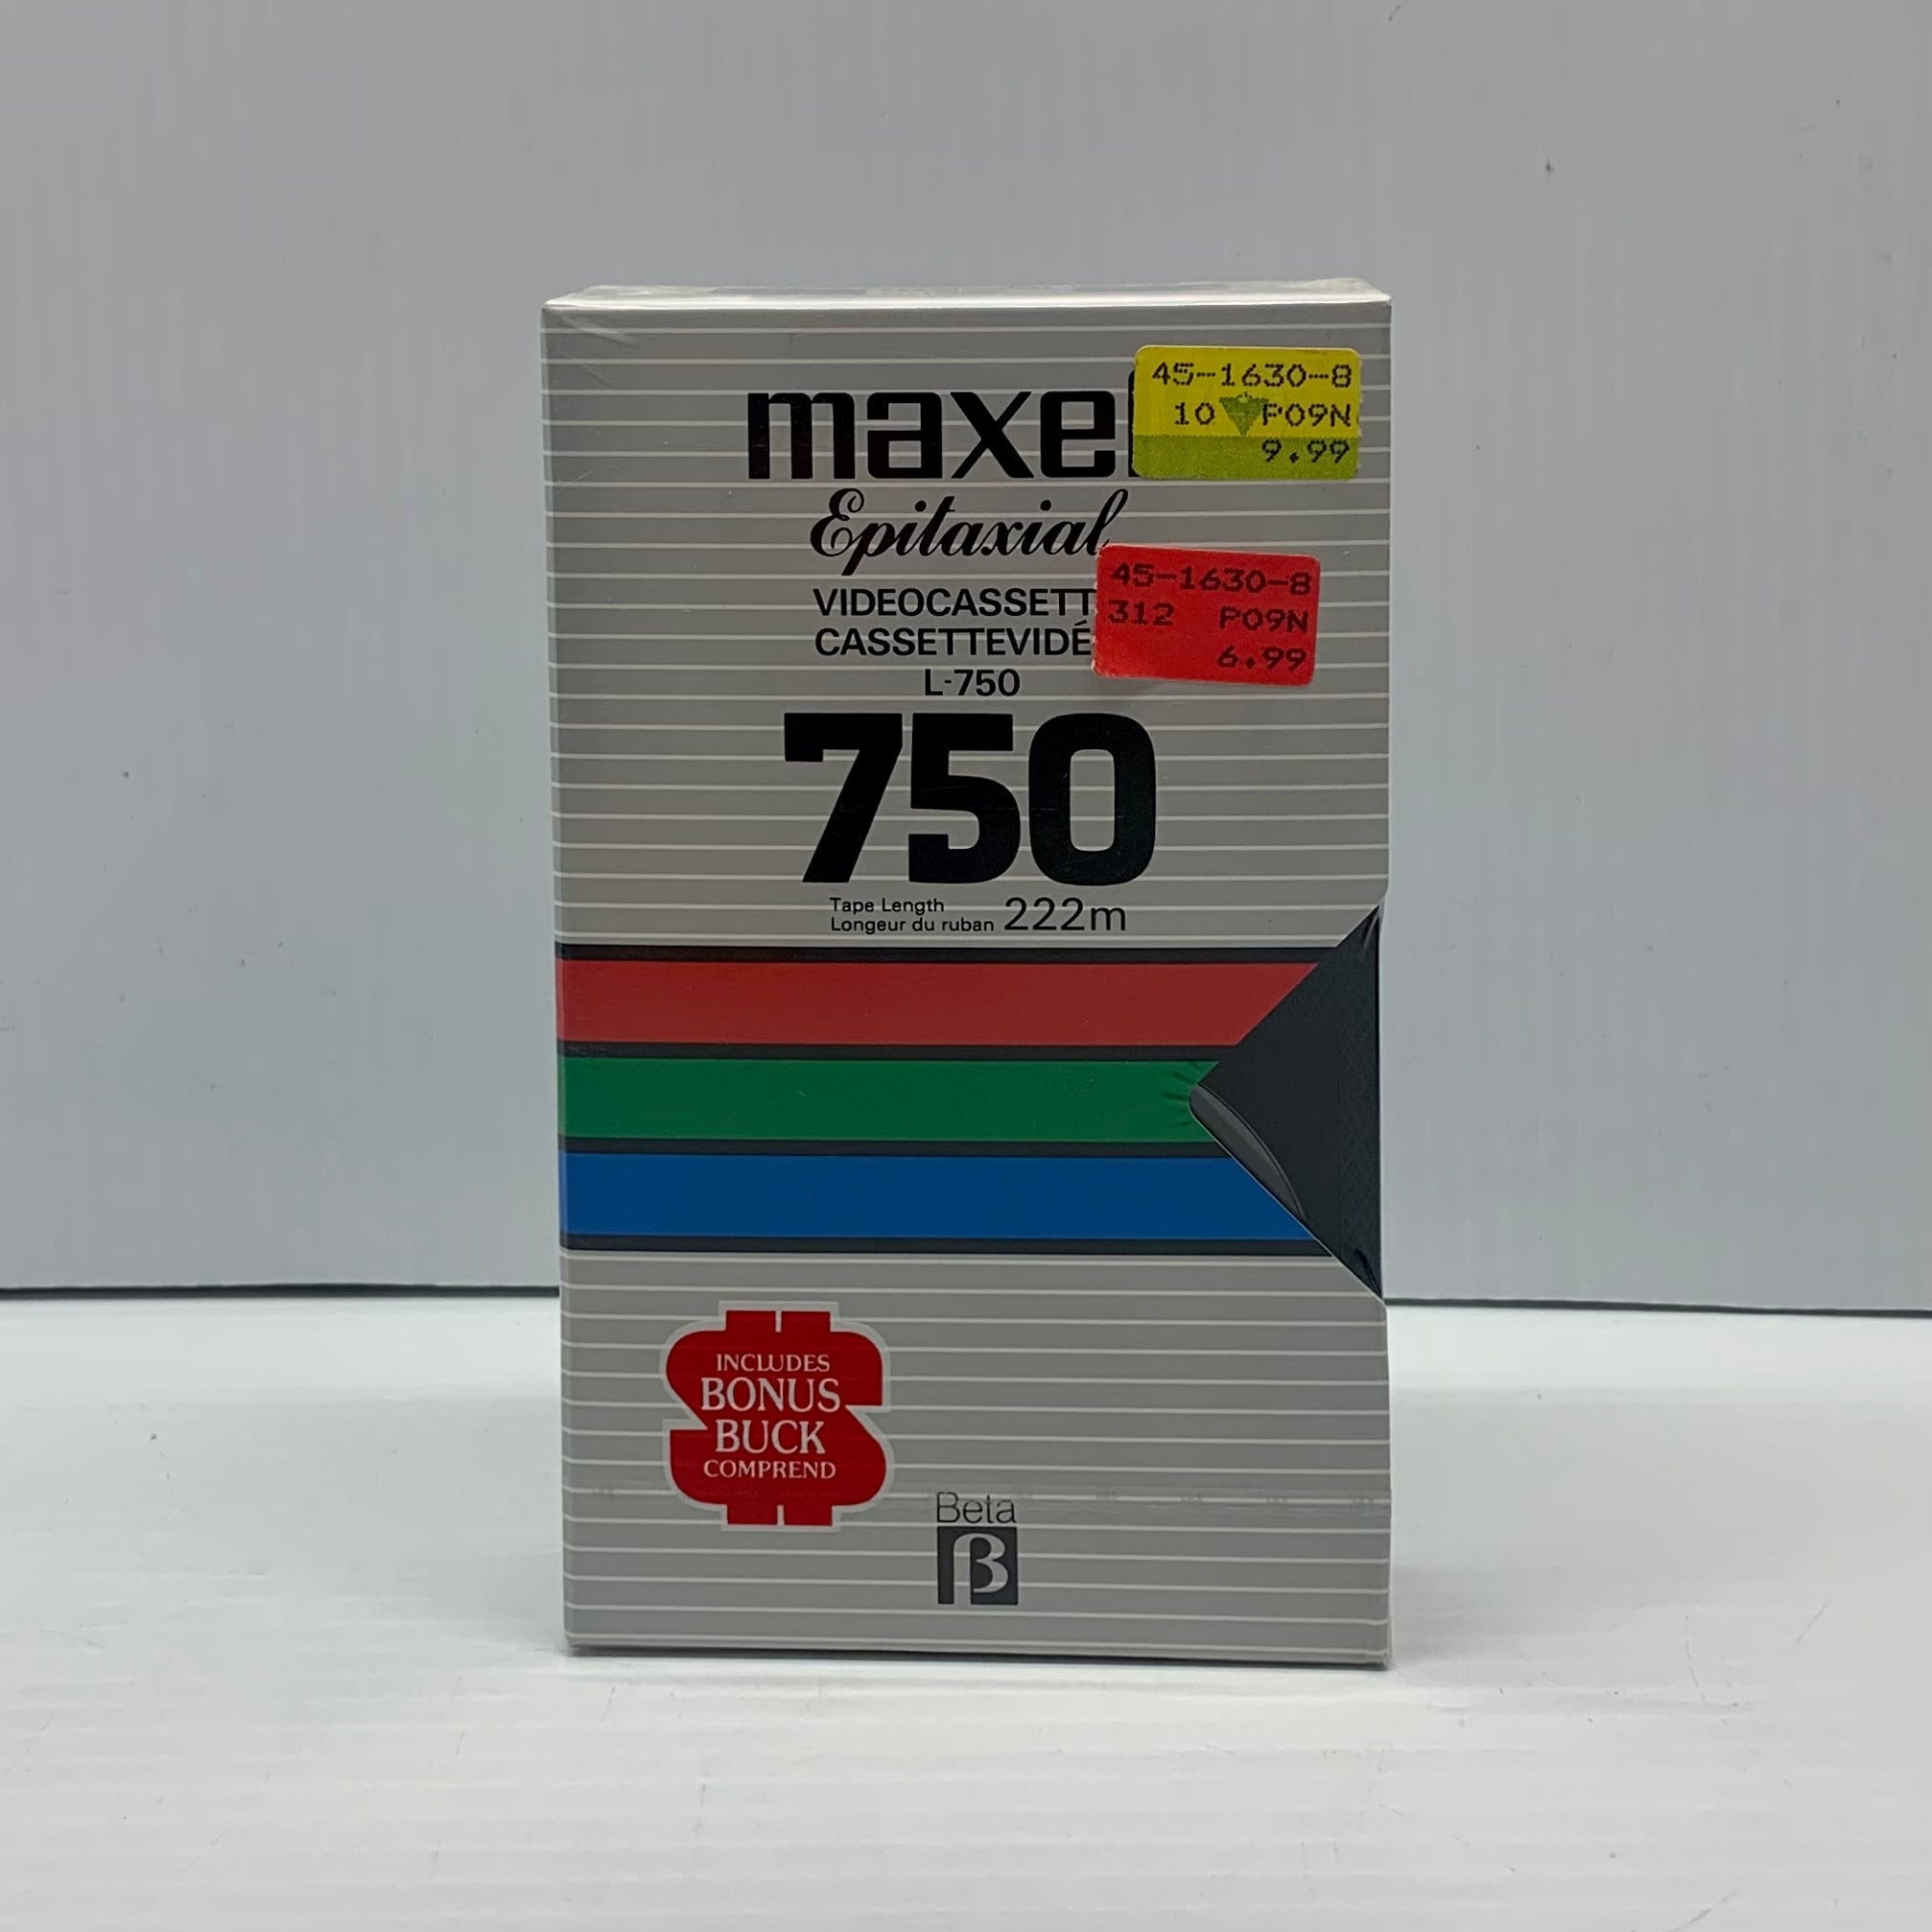 maxel
45-1630-8
10 P09N
9.99
Epitaxial
VIDEOCASSETT
CASSETTEVIDÉ
45-1630-8
312 P09N
6.99
L-750
750
Tape Length
Longeur du ruban 222m
INCLUDES
BONUS
BUCK
COMPREND
Beta
β